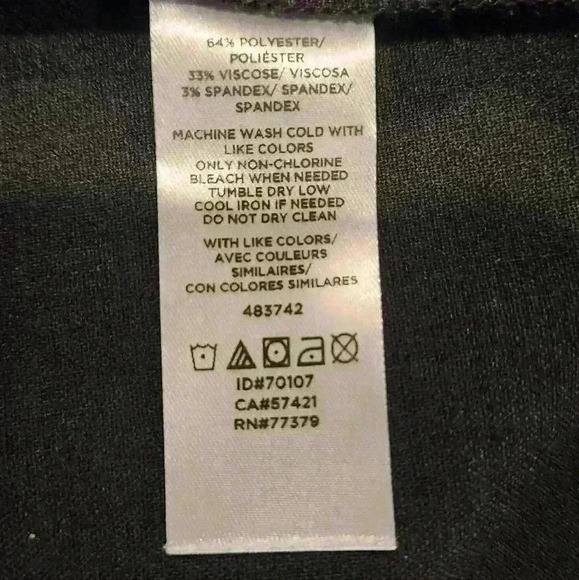 64% POLYESTER/
POLIÉSTER
33% VISCOSE/ VISCOSA
3% SPANDEX/ SPANDEX/
SPANDEX
MACHINE WASH COLD WITH
LIKE COLORS
ONLY NON-CHLORINE
BLEACH WHEN NEEDED
TUMBLE DRY LOW
COOL IRON IF NEEDED
DO NOT DRY CLEAN
WITH LIKE COLORS/
AVEC COULEURS
SIMILAIRES/
CON COLORES SIMILARES
483742
ID#70107
CA#57421
RN#77379